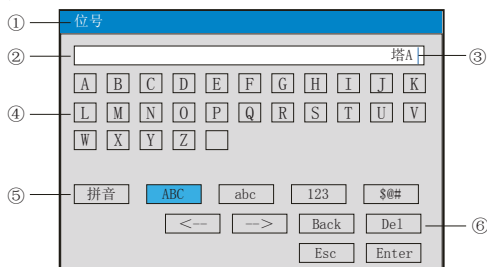 ① 位号
② 塔A ③
A B C D E F G H I J K
④ L M N O P Q R S T U V
W X Y Z
⑤ 拼音 ABC abc 123 $@#
<-- --> Back Del ⑥
Esc Enter